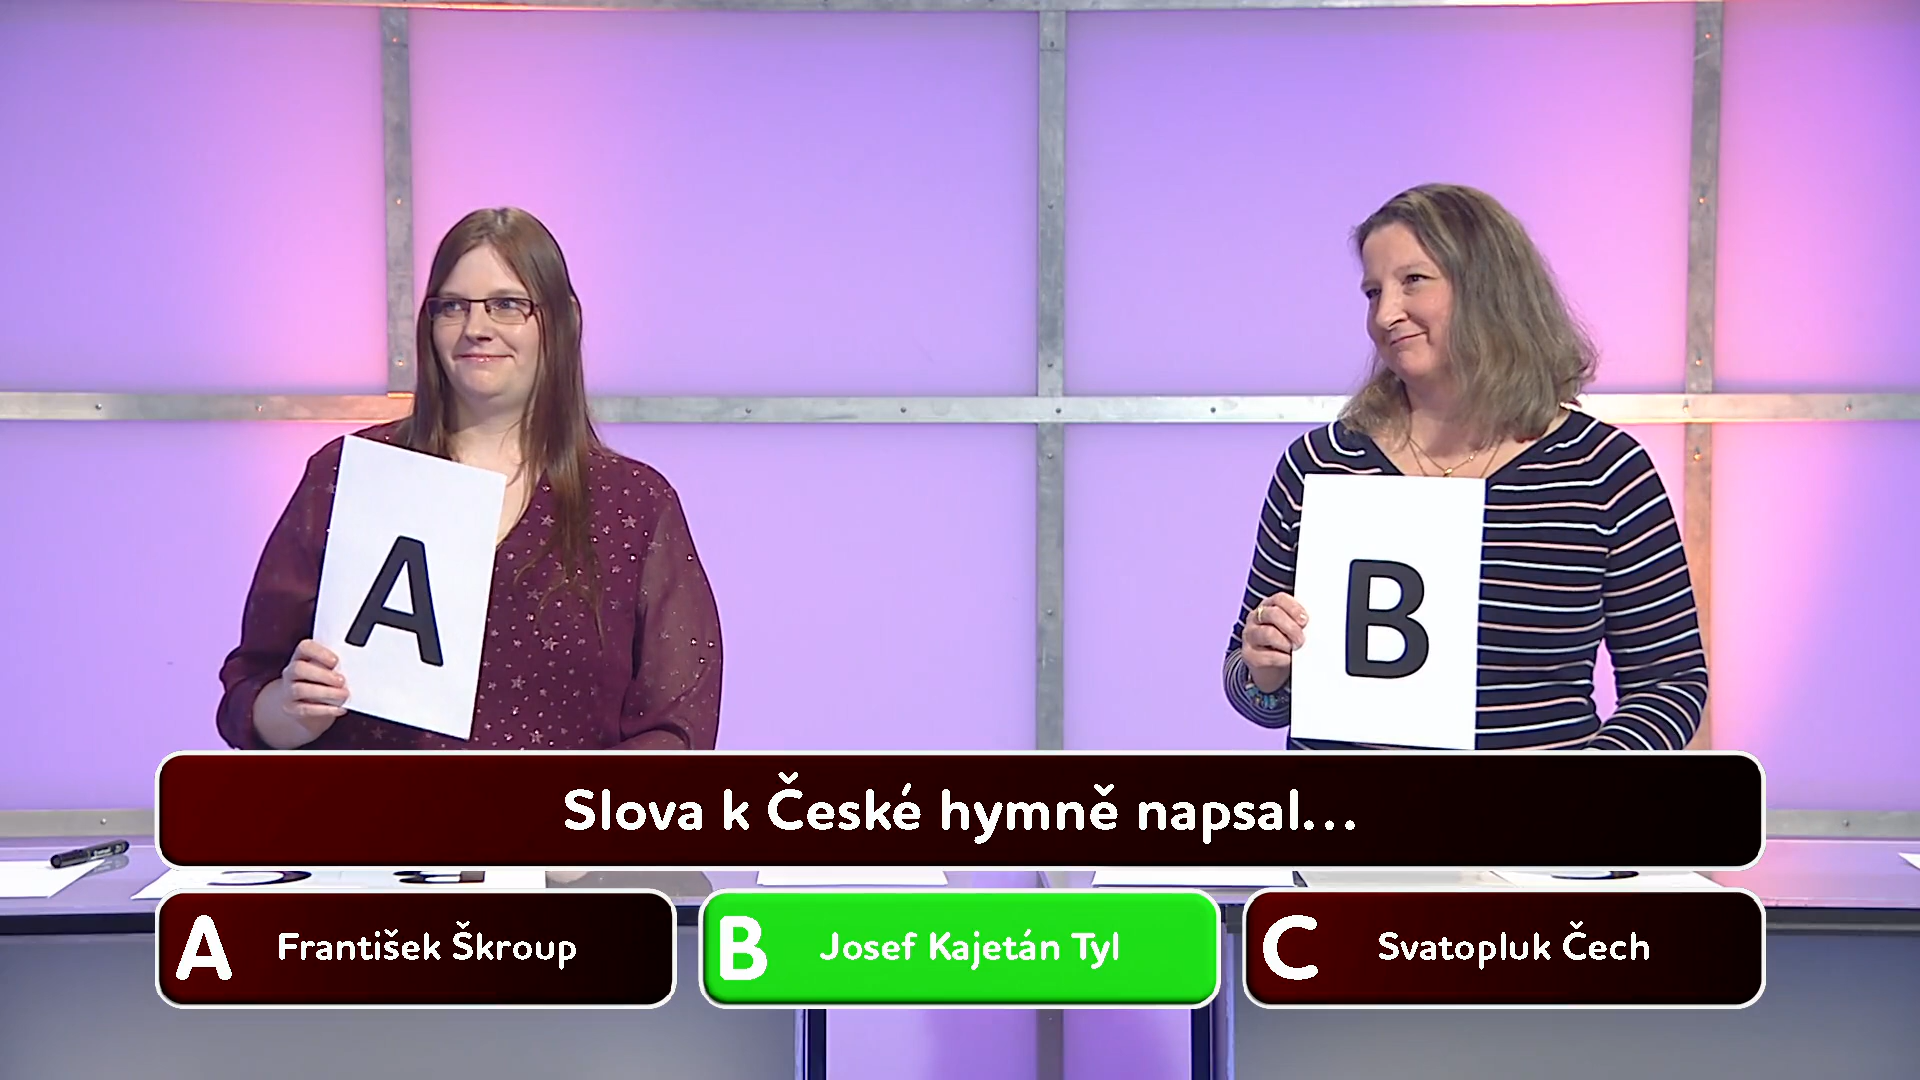 A
B
Slova k České hymně napsal...
A František Škroup
B Josef Kajetán Tyl
C Svatopluk Čech